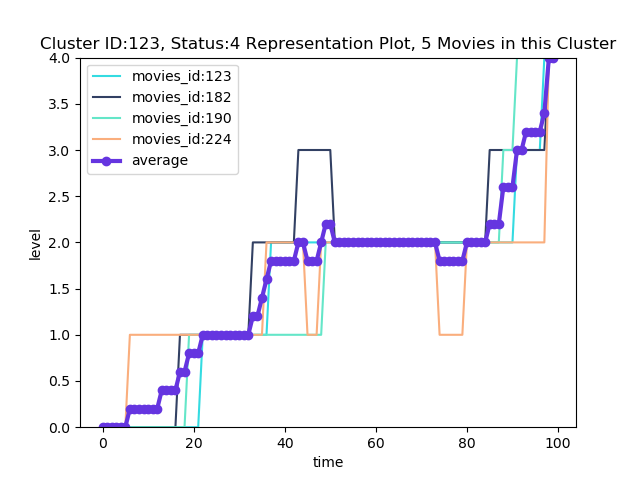 Cluster ID:123, Status:4 Representation Plot, 5 Movies in this Cluster
movies_id:123
movies_id:182
movies_id:190
movies_id:224
average
level
4.0
3.5
3.0
2.5
2.0
1.5
1.0
0.5
0.0
0
20
40
60
80
100
time